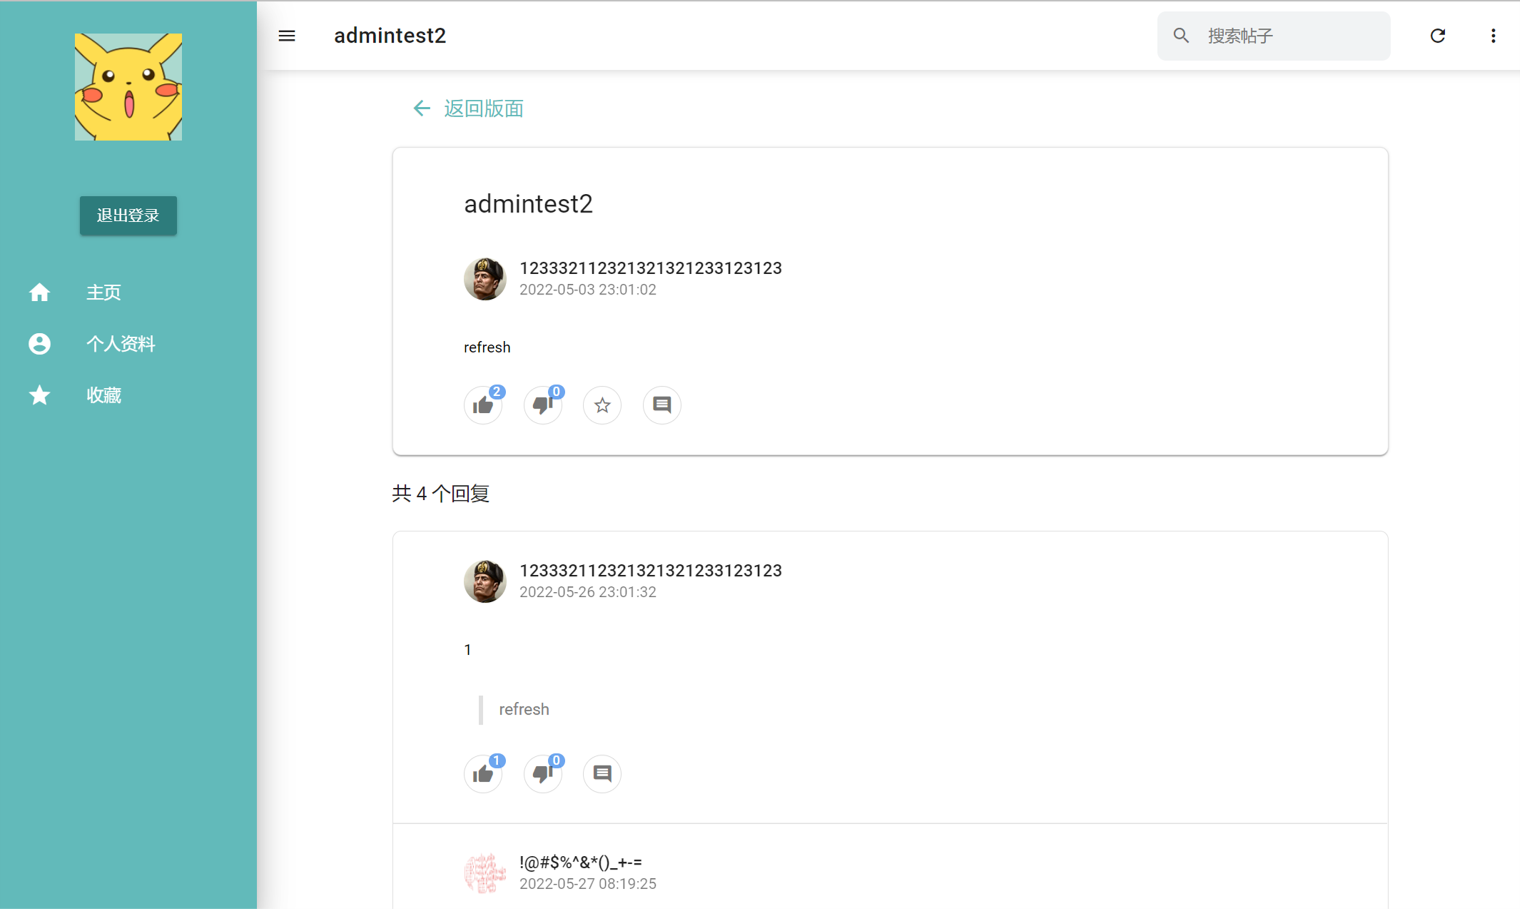 admintest2
搜索帖子
退出登录
主页
个人资料
收藏
返回版面
admintest2
123332112321321321233123123
2022-05-03 23:01:02
refresh
2
0
共 4 个回复
123332112321321321233123123
2022-05-26 23:01:32
1
refresh
1
0
!@#$%^&*()_+-=
2022-05-27 08:19:25